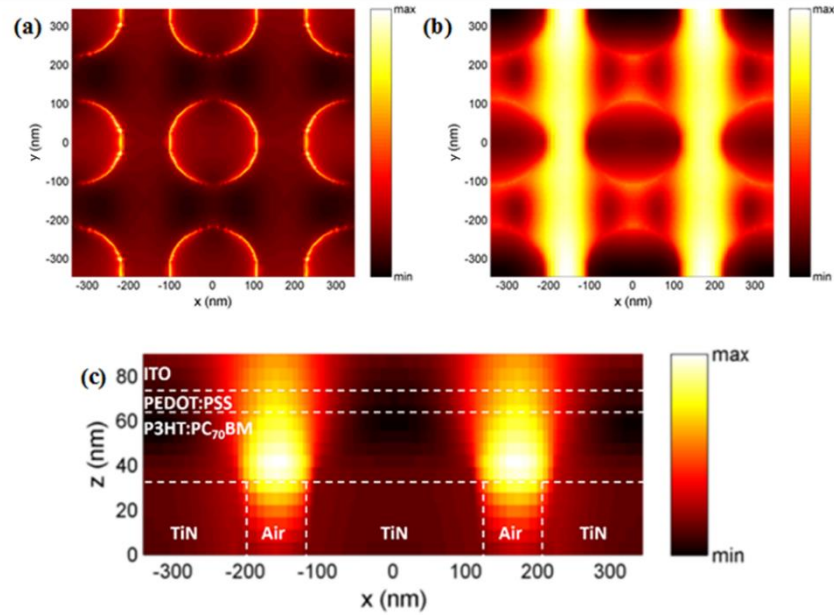 (a)
max
300
200
100
0
-100
-200
-300
y (nm)
-300 -200 -100 0 100 200 300
x (nm)
min
(b)
max
300
200
100
0
-100
-200
-300
y (nm)
-300 -200 -100 0 100 200 300
x (nm)
min
(c)
80
60
40
20
0
z (nm)
ITO
PEDOT:PSS
P3HT:PC70BM
TiN Air TiN Air TiN
-300 -200 -100 0 100 200 300
x (nm)
max
min